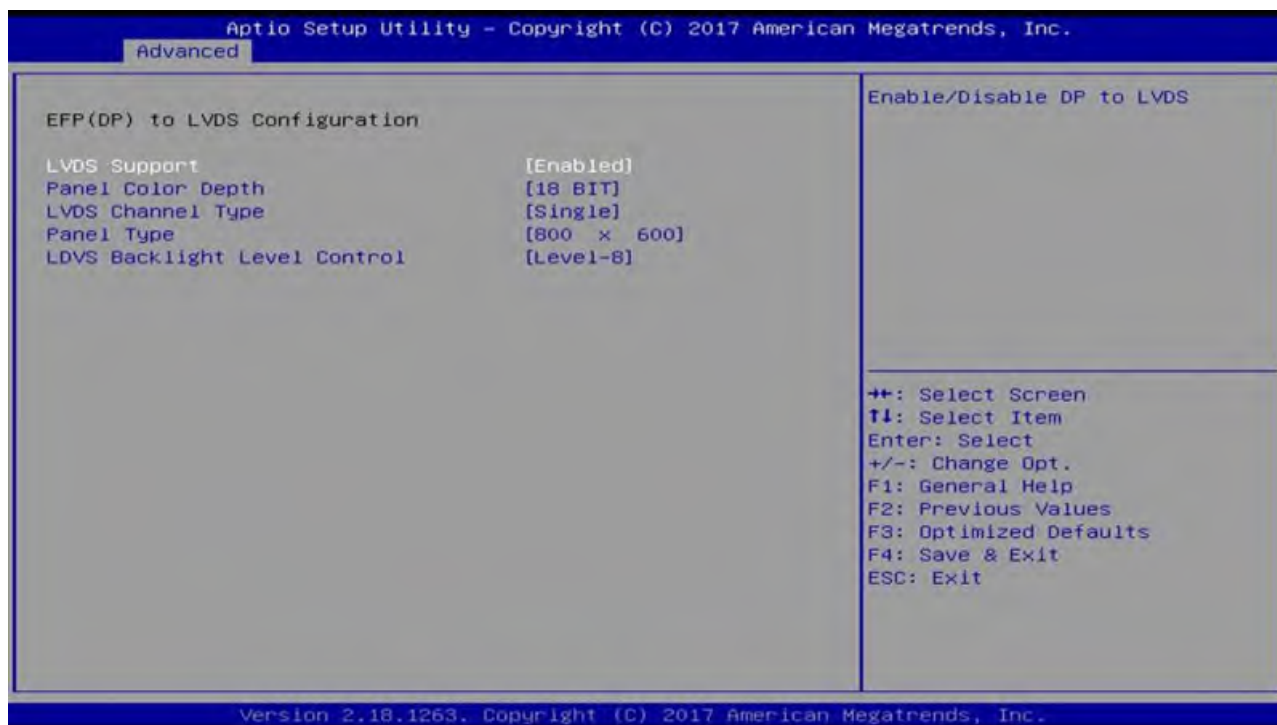 Aptio Setup Utility – Copyright (C) 2017 American Megatrends, Inc.
Advanced
EFP(DP) to LVDS Configuration
LVDS Support [Enabled]
Panel Color Depth [18 BIT]
LVDS Channel Type [Single]
Panel Type [800 x 600]
LDVS Backlight Level Control [Level-8]
Enable/Disable DP to LVDS
→←: Select Screen
↑↓: Select Item
Enter: Select
+/-: Change Opt.
F1: General Help
F2: Previous Values
F3: Optimized Defaults
F4: Save & Exit
ESC: Exit
Version 2.18.1263. Copyright (C) 2017 American Megatrends, Inc.